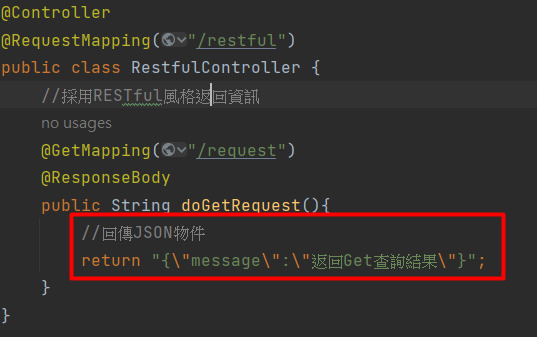 @Controller
@RequestMapping("/restful")
public class RestfulController {
//採用RESTful風格返回資訊
no usages
@GetMapping("/request")
@ResponseBody
public String doGetRequest(){
//回傳JSON物件
return "{\"message\":\"返回Get查詢結果\"}";
}
}